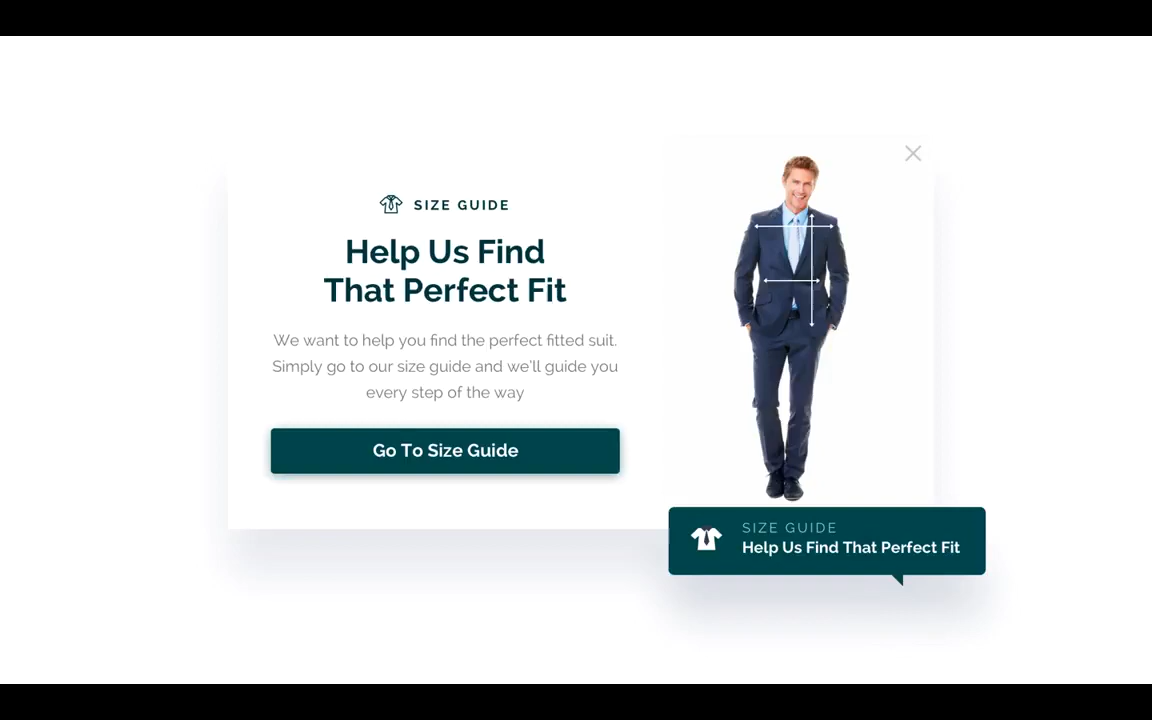 SIZE GUIDE
Help Us Find
That Perfect Fit
We want to help you find the perfect fitted suit.
Simply go to our size guide and we'll guide you
every step of the way
Go To Size Guide
SIZE GUIDE
Help Us Find That Perfect Fit